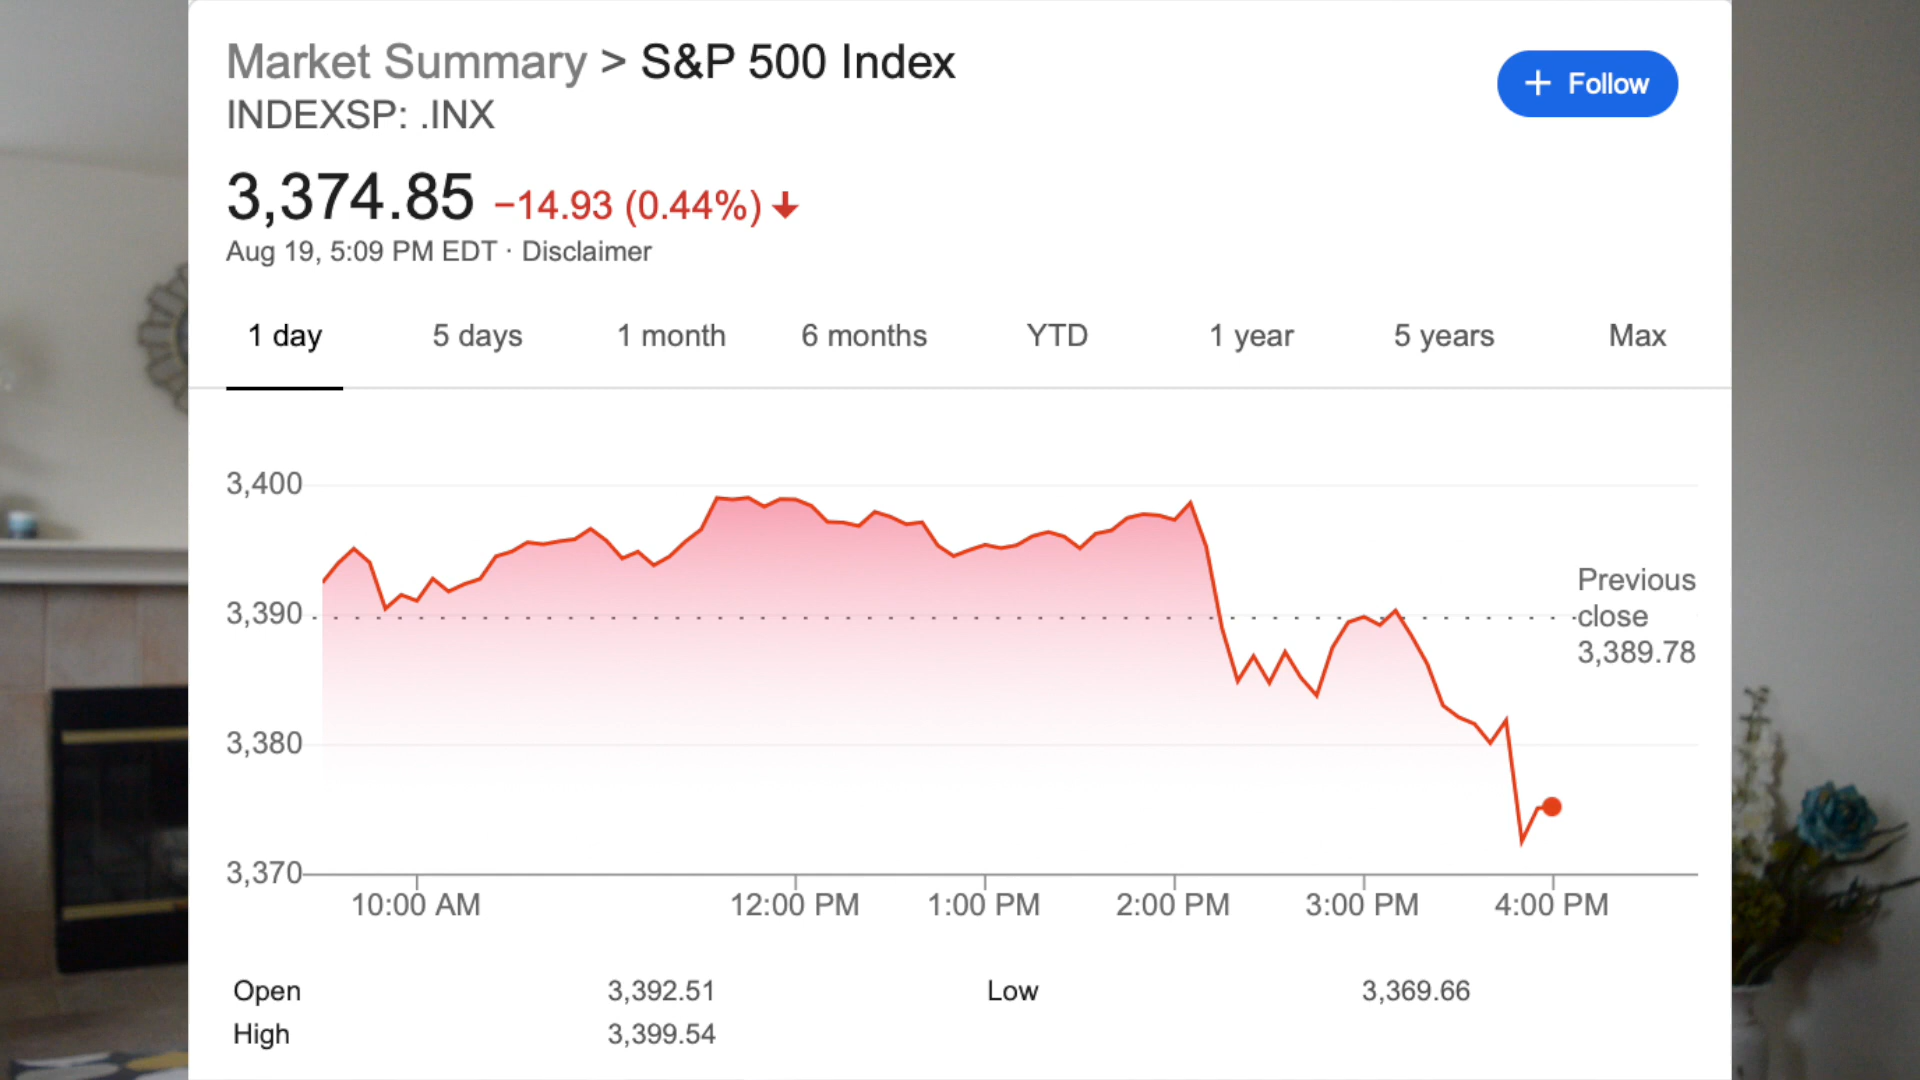 Market Summary > S&P 500 Index
INDEXSP: .INX
+ Follow
3,374.85 −14.93 (0.44%) ↓
Aug 19, 5:09 PM EDT · Disclaimer
1 day 5 days 1 month 6 months YTD 1 year 5 years Max
3,400
3,390
3,380
3,370
Previous
close
3,389.78
10:00 AM 12:00 PM 1:00 PM 2:00 PM 3:00 PM 4:00 PM
Open 3,392.51 Low 3,369.66
High 3,399.54